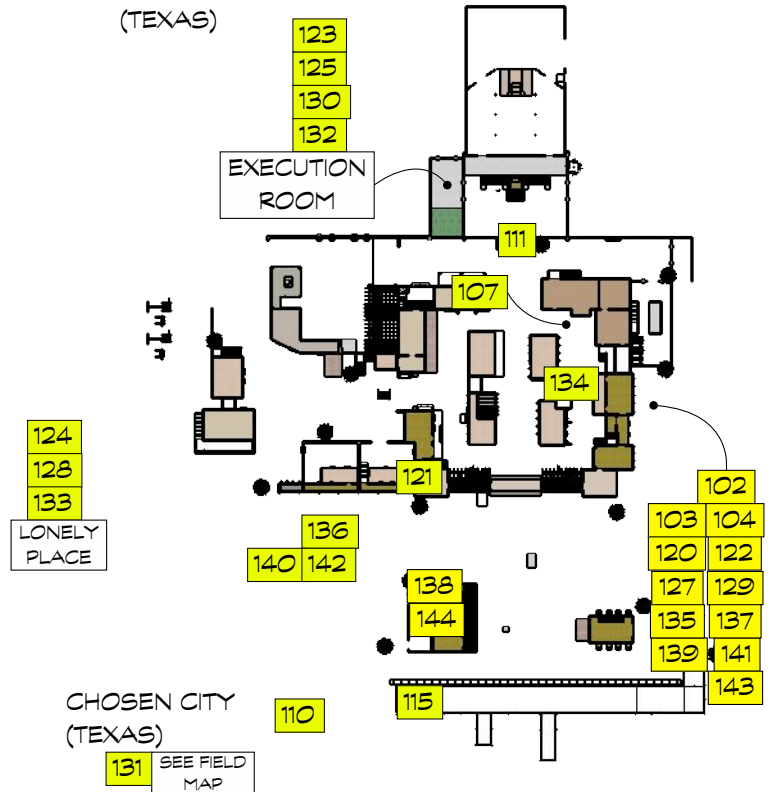 (TEXAS)
123
125
130
132
EXECUTION
ROOM
111
107
134
124
128
133
LONELY
PLACE
121
102
103 104
120 122
127 129
135 137
139 141
143
136
140 142
138
144
CHOSEN CITY
(TEXAS)
110
115
131 SEE FIELD
MAP